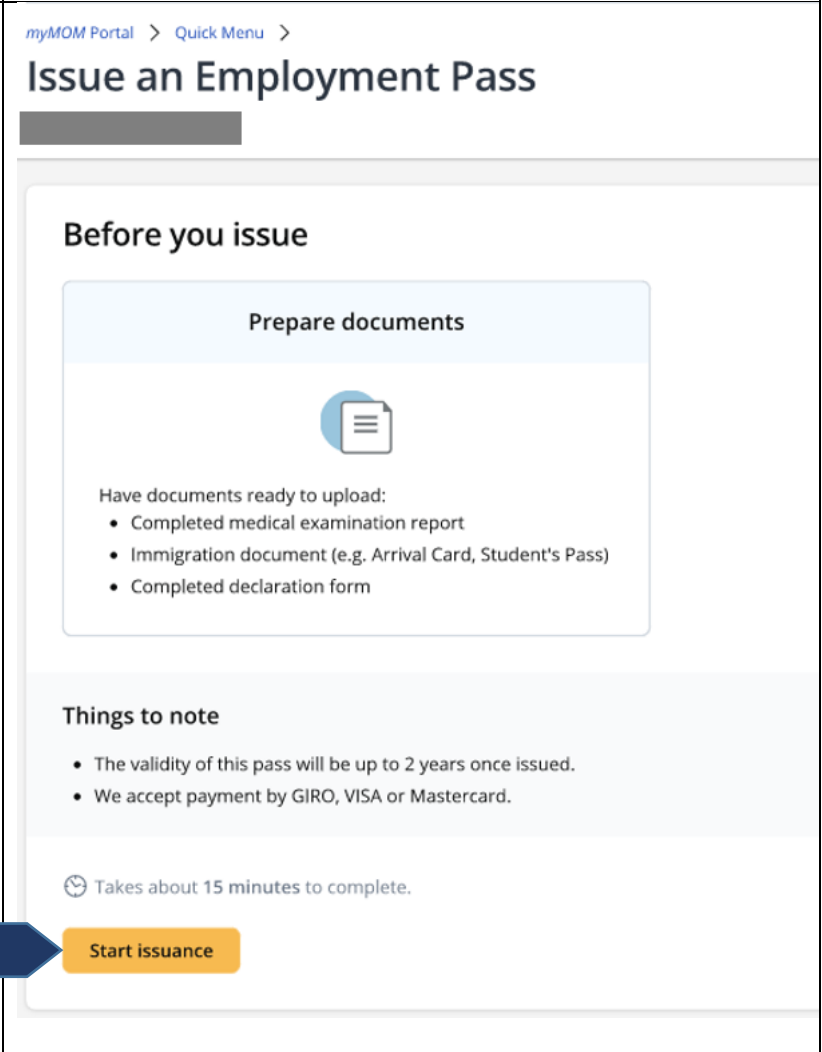 myMOM Portal > Quick Menu >
Issue an Employment Pass
Before you issue
Prepare documents
Have documents ready to upload:
• Completed medical examination report
• Immigration document (e.g. Arrival Card, Student's Pass)
• Completed declaration form
Things to note
• The validity of this pass will be up to 2 years once issued.
• We accept payment by GIRO, VISA or Mastercard.
Takes about 15 minutes to complete.
Start issuance